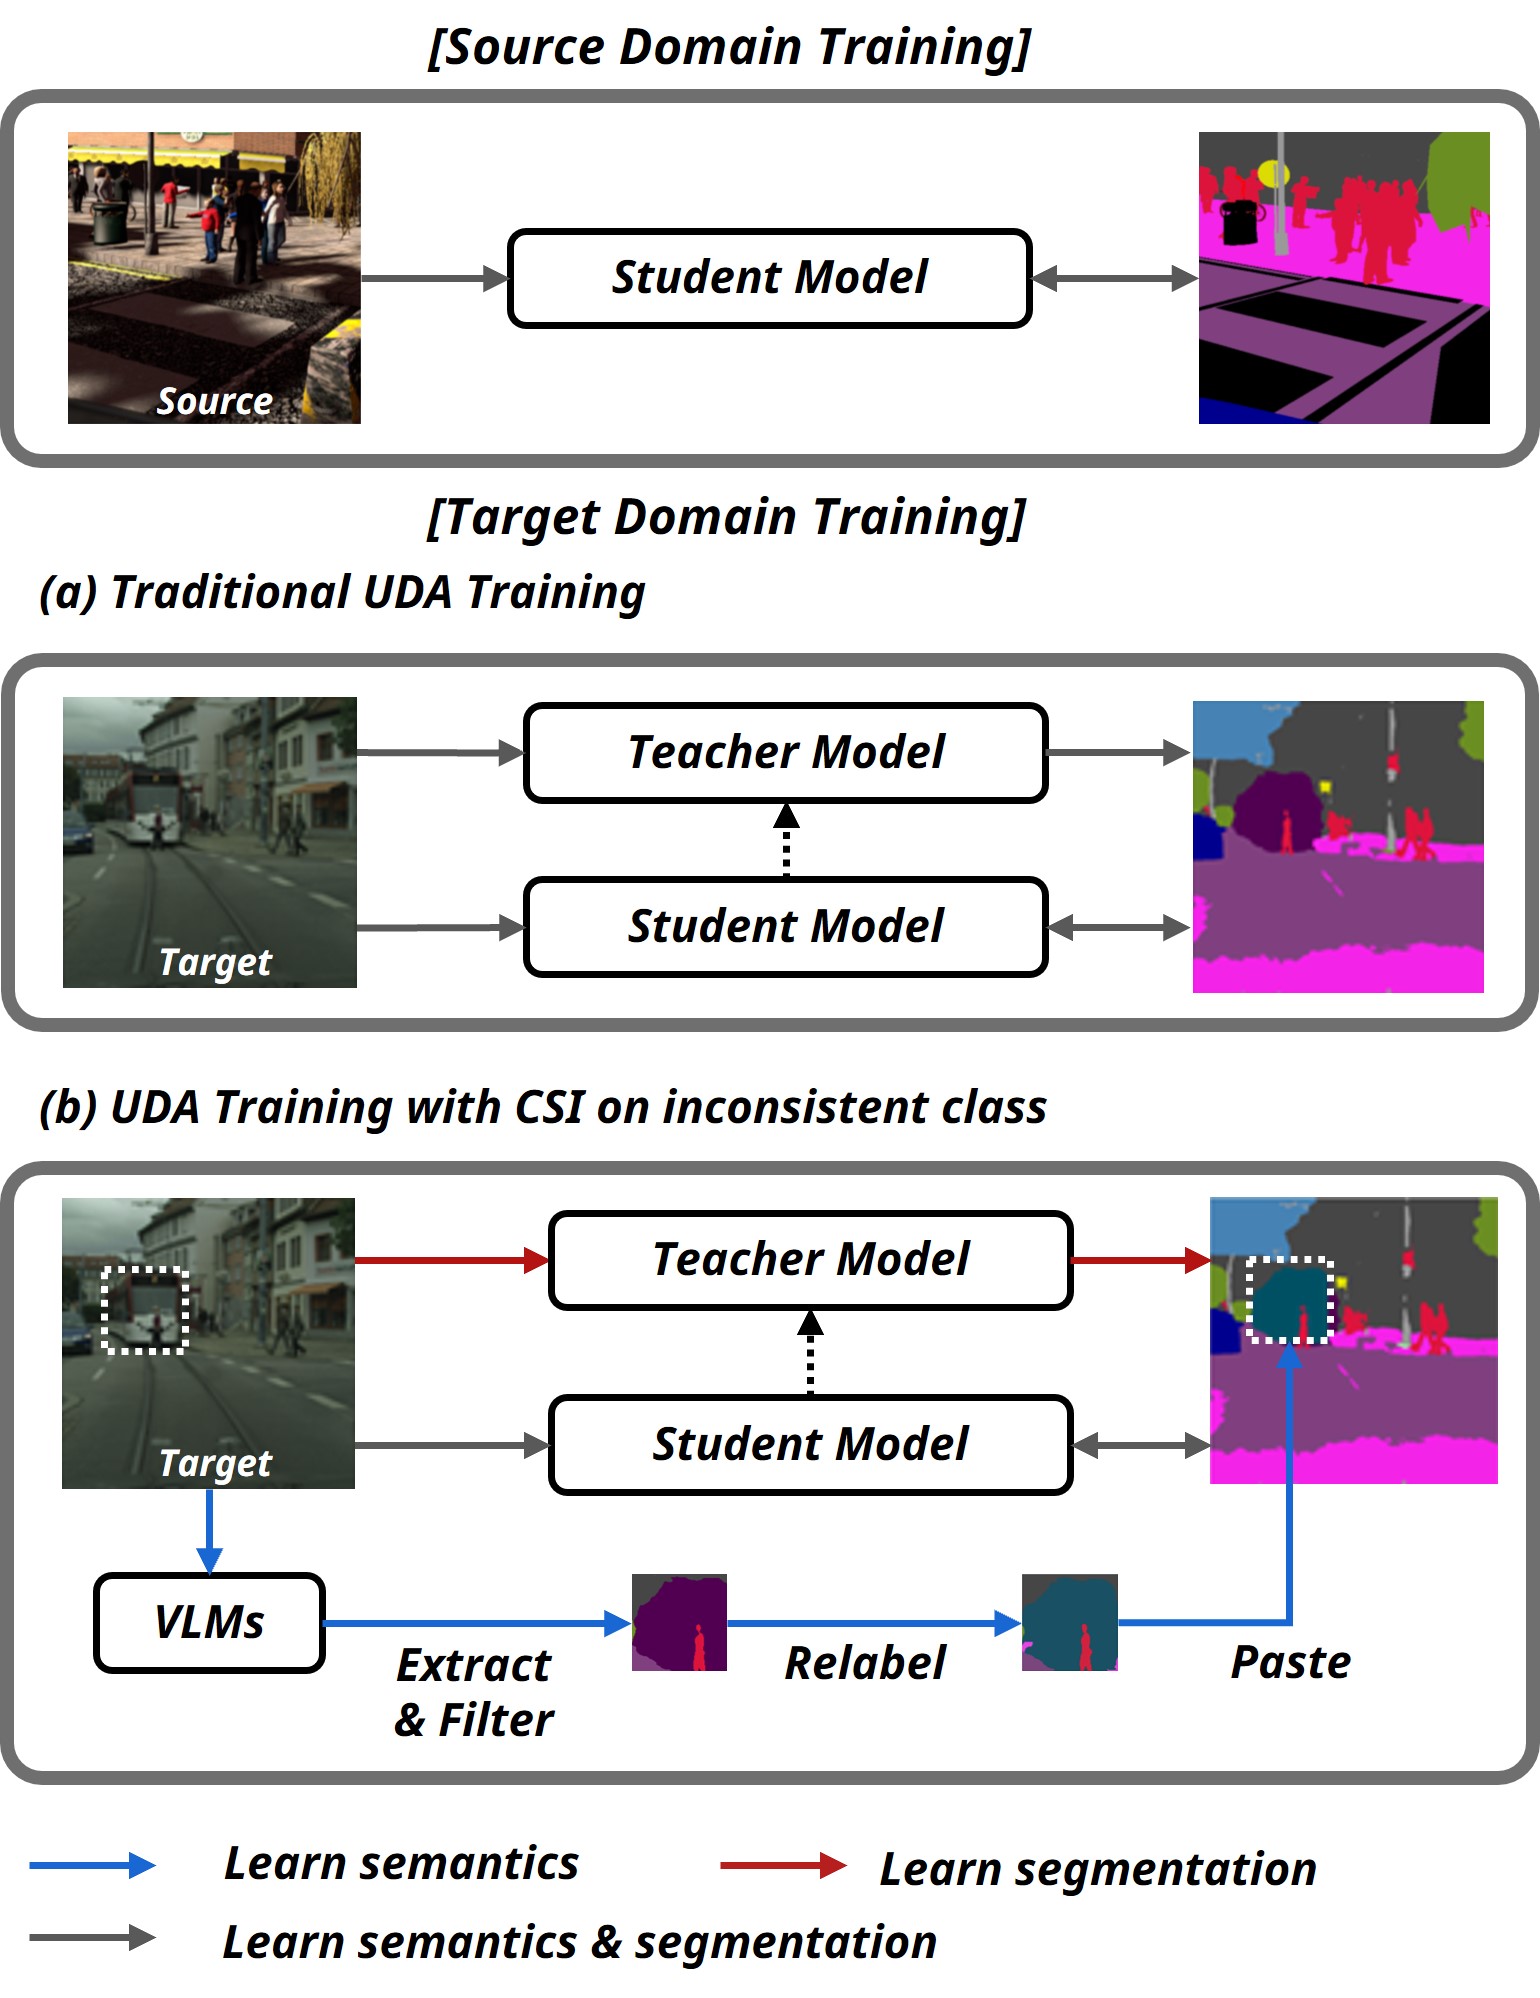 [Source Domain Training]
Student Model
Source
[Target Domain Training]
(a) Traditional UDA Training
Teacher Model
Student Model
Target
(b) UDA Training with CSI on inconsistent class
Teacher Model
Student Model
Target
VLMs
Extract
& Filter
Relabel
Paste
Learn semantics
Learn segmentation
Learn semantics & segmentation